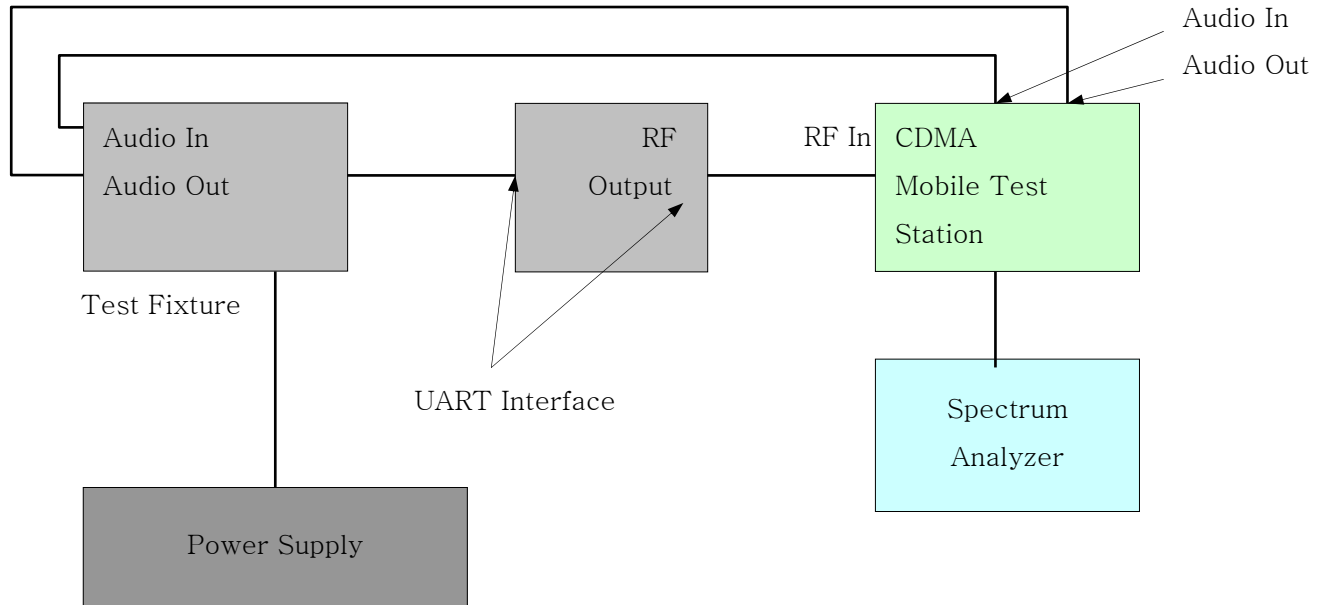 Audio In
Audio Out
Audio In
Audio Out
RF
Output
RF In
CDMA
Mobile Test
Station
Test Fixture
UART Interface
Spectrum
Analyzer
Power Supply